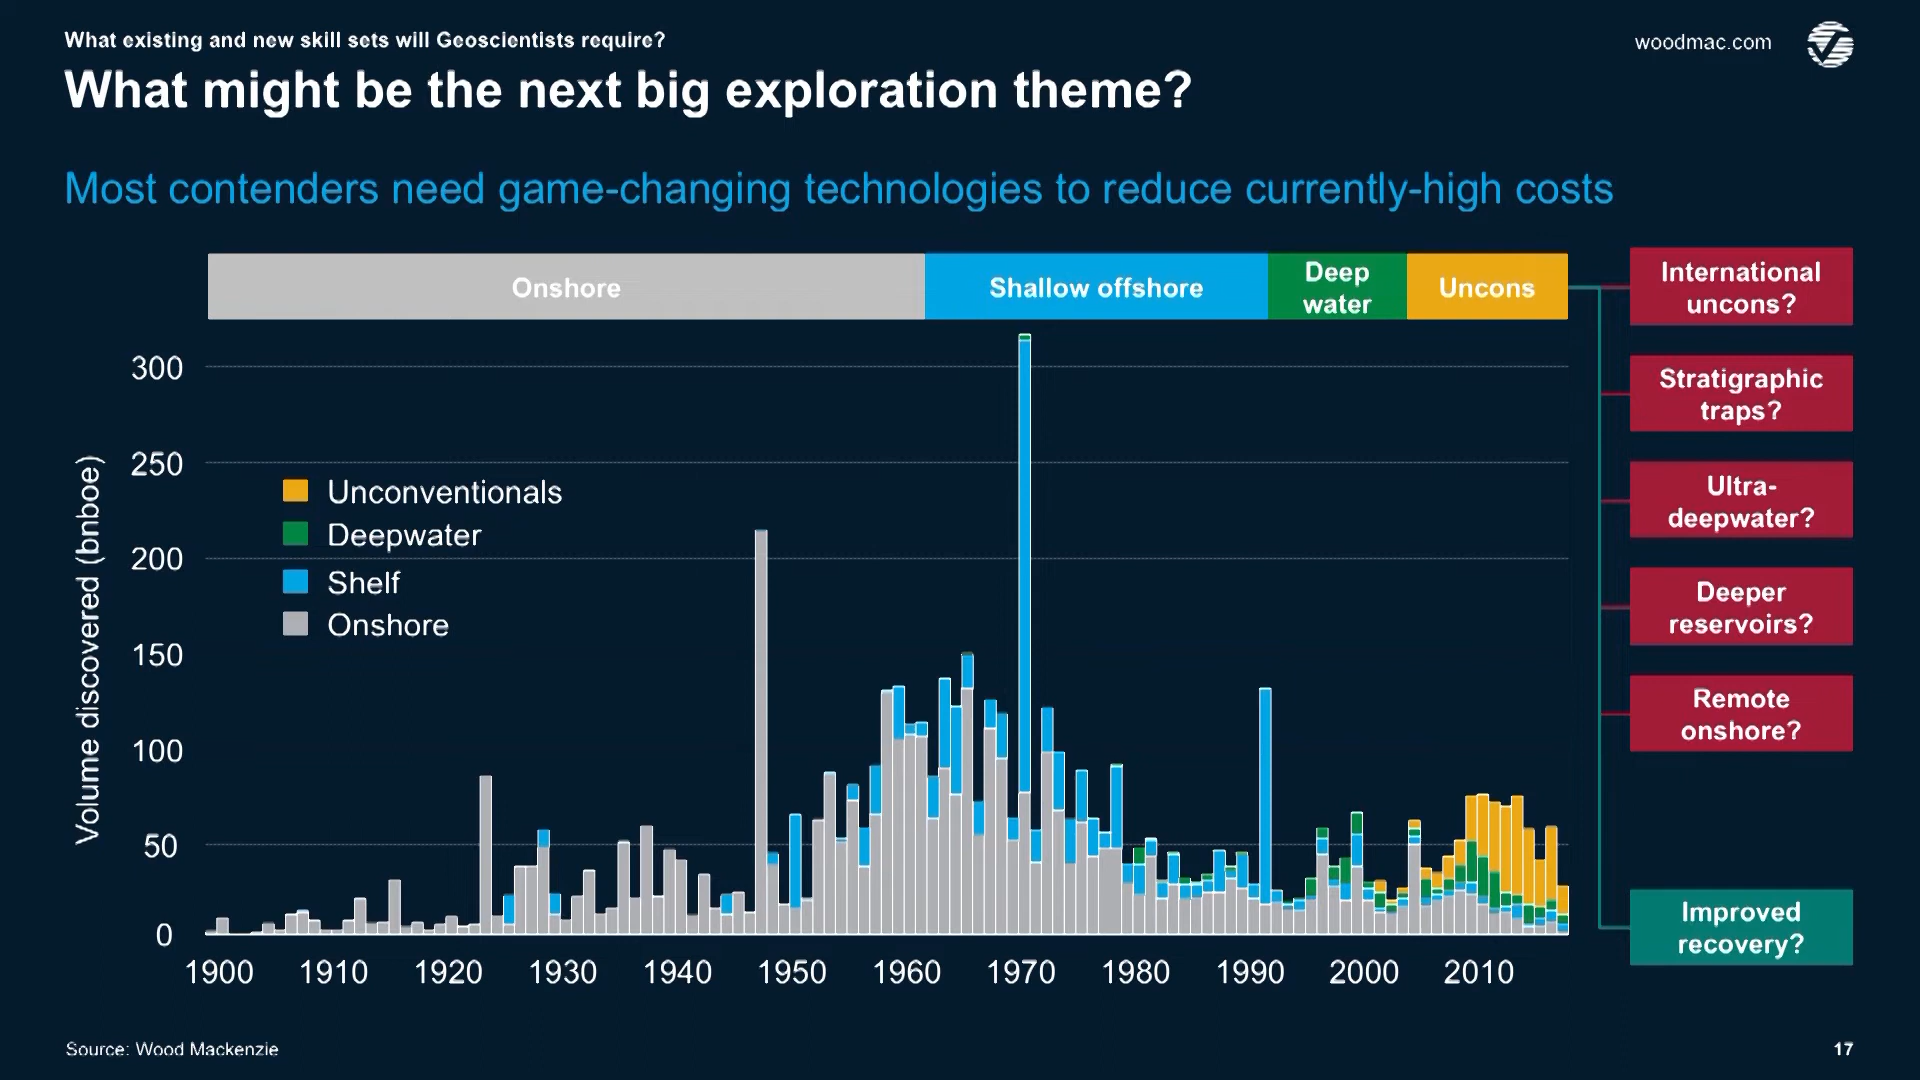 What existing and new skill sets will Geoscientists require?
woodmac.com
What might be the next big exploration theme?
Most contenders need game-changing technologies to reduce currently-high costs
Onshore
Shallow offshore
Deep
water
Uncons
International
uncons?
Stratigraphic
traps?
Ultra-
deepwater?
Deeper
reservoirs?
Remote
onshore?
Improved
recovery?
Volume discovered (bnboe)
300
250
200
150
100
50
0
Unconventionals
Deepwater
Shelf
Onshore
1900 1910 1920 1930 1940 1950 1960 1970 1980 1990 2000 2010
Source: Wood Mackenzie
17